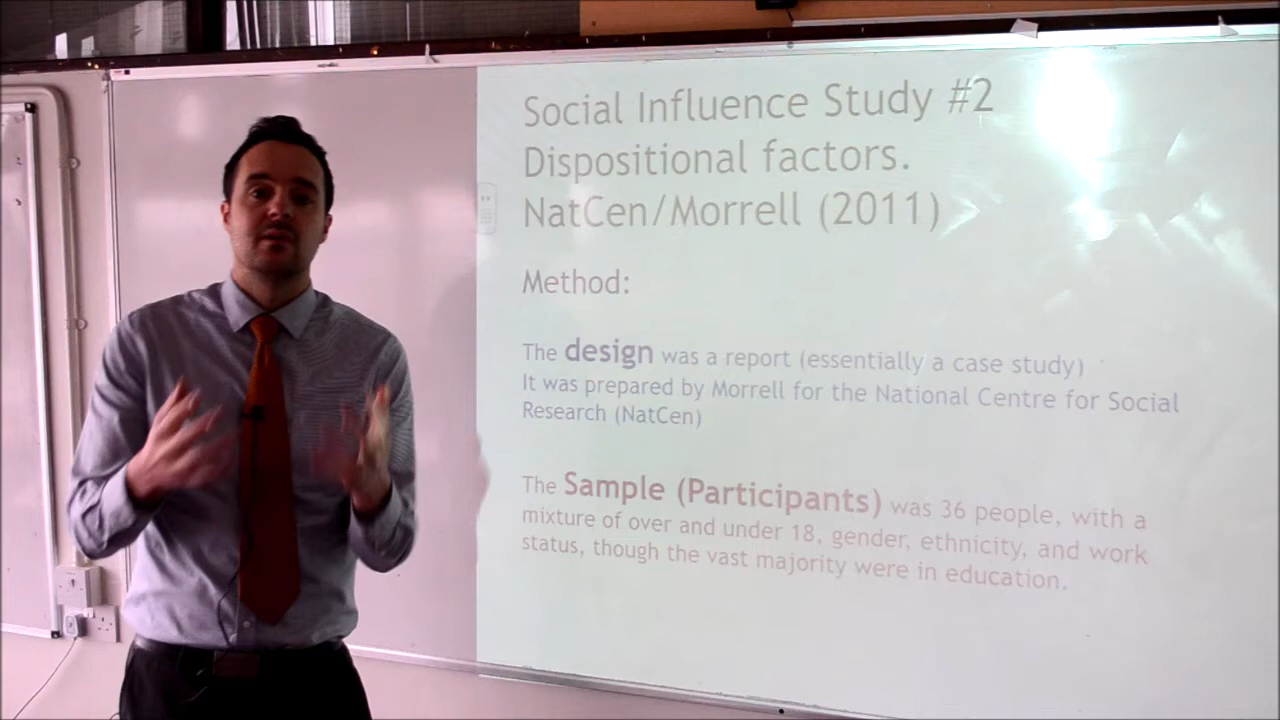 Social Influence Study #2
Dispositional factors.
NatCen/Morrell (2011)
Method:
The design was a report (essentially a case study)
It was prepared by Morrell for the National Centre for Social
Research (NatCen)
The Sample (Participants) was 36 people, with a
mixture of over and under 18, gender, ethnicity, and work
status, though the vast majority were in education.